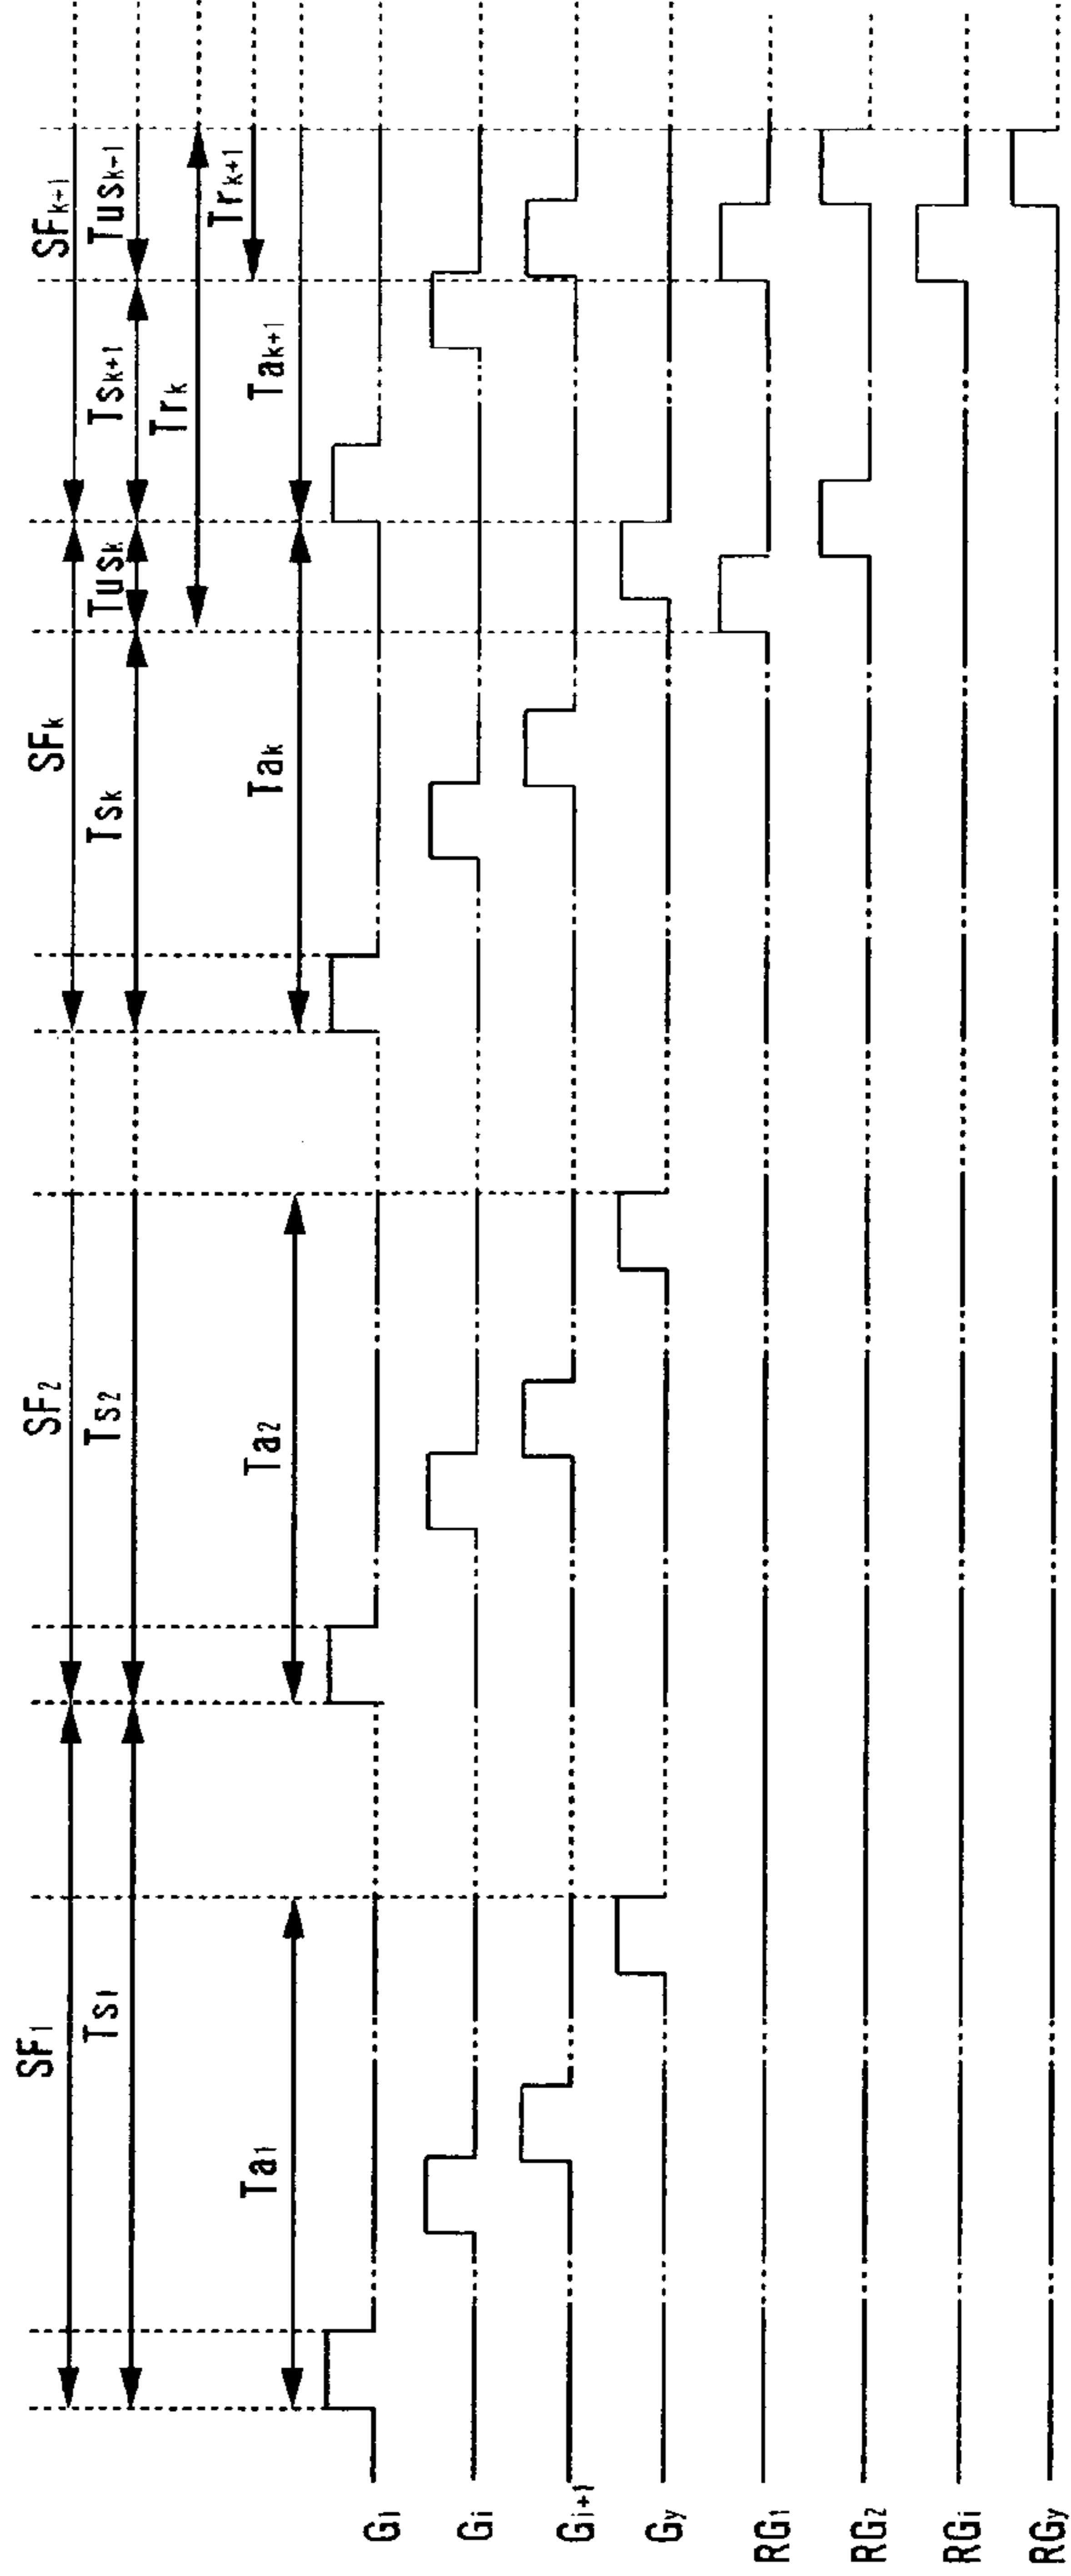 SF1 SF2 SFk SFk+1
Ts1 Ts2 Tsk Tusk Tsk+1 Tusk-1
Trk
Trk+1
Ta1 Ta2 Tak Tak+1
G1
Gi
Gi+1
Gy
RG1
RG2
RGi
RGy